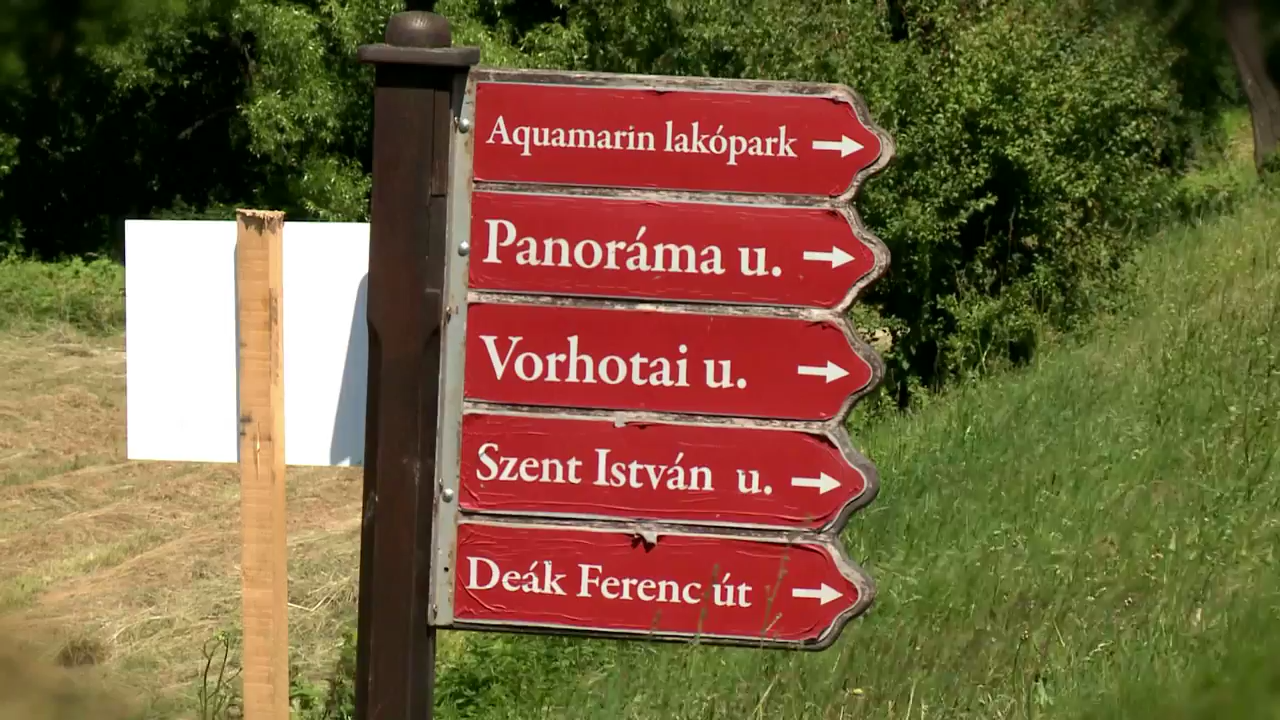 Aquamarin lakópark
Panoráma u.
Vorhotai u.
Szent István u.
Deák Ferenc út